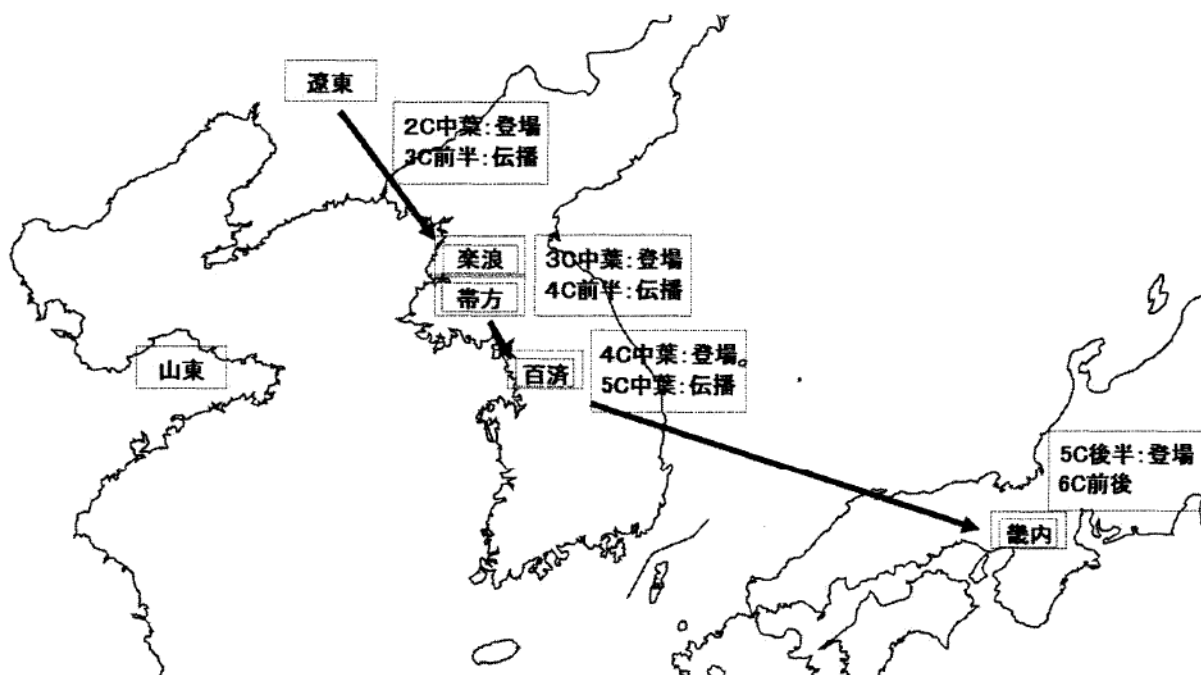 遼東
2C中葉：登場
3C前半：伝播
楽浪
帯方
3C中葉：登場
4C前半：伝播
山東
百済
4C中葉：登場。
5C中葉：伝播
5C後半：登場
6C前後
畿内